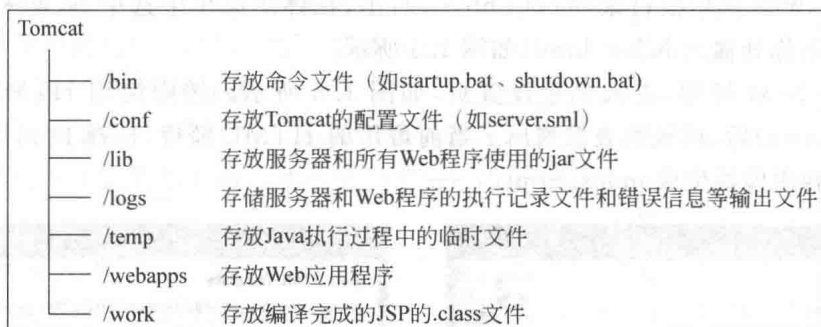 Tomcat
/bin 存放命令文件（如startup.bat、shutdown.bat)
/conf 存放Tomcat的配置文件（如server.sml）
/lib 存放服务器和所有Web程序使用的jar文件
/logs 存储服务器和Web程序的执行记录文件和错误信息等输出文件
/temp 存放Java执行过程中的临时文件
/webapps 存放Web应用程序
/work 存放编译完成的JSP的.class文件